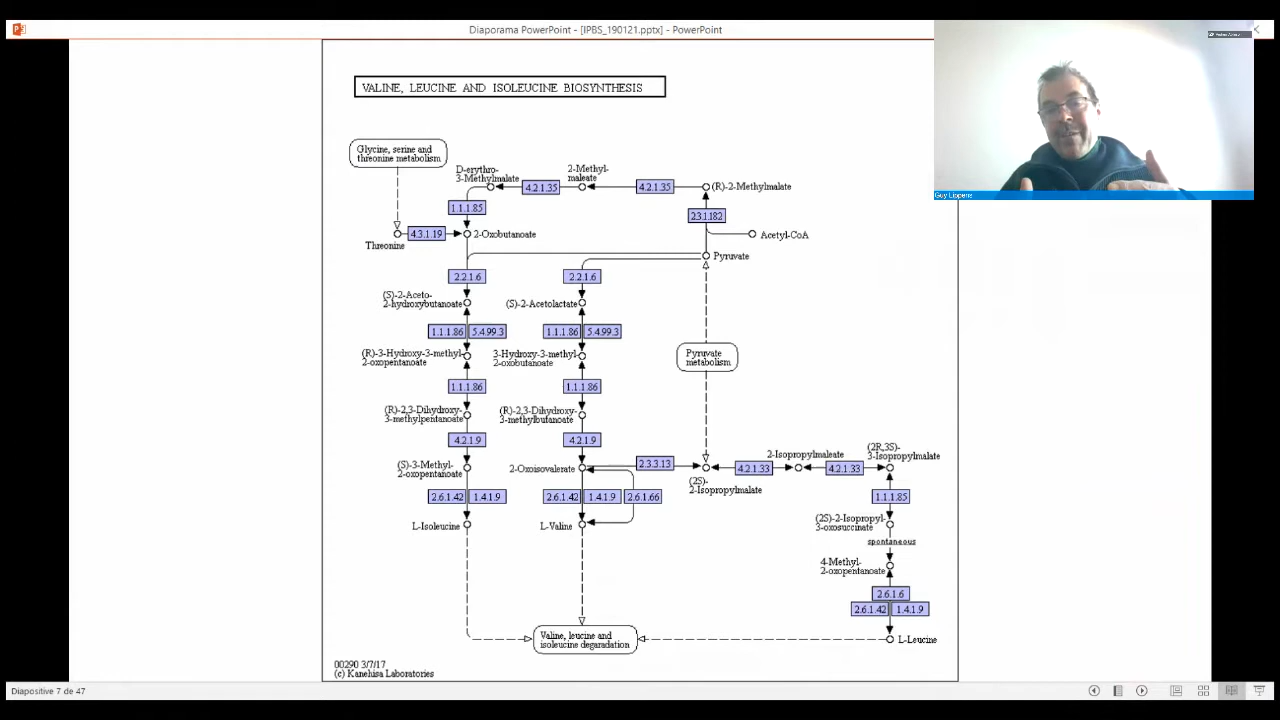 Diaporama PowerPoint - [IPBS_190121.pptx] - PowerPoint
Guy Lippens
VALINE, LEUCINE AND ISOLEUCINE BIOSYNTHESIS
Glycine, serine and
threonine metabolism
D-erythro-
3-Methylmalate
2-Methyl-
maleate
4.2.1.35
4.2.1.35
(R)-2-Methylmalate
1.1.1.85
2.3.1.182
Threonine
4.3.1.19
2-Oxobutanoate
Acetyl-CoA
Pyruvate
2.2.1.6
2.2.1.6
(S)-2-Aceto-
2-hydroxybutanoate
(S)-2-Acetolactate
1.1.1.86
5.4.99.3
1.1.1.86
5.4.99.3
(R)-3-Hydroxy-3-methyl-
2-oxopentanoate
3-Hydroxy-3-methyl-
2-oxobutanoate
Pyruvate
metabolism
1.1.1.86
1.1.1.86
(R)-2,3-Dihydroxy-
3-methylpentanoate
(R)-2,3-Dihydroxy-
3-methylbutanoate
4.2.1.9
4.2.1.9
(S)-3-Methyl-
2-oxopentanoate
2-Oxoisovalerate
2.3.3.13
(2S)-
2-Isopropylmalate
4.2.1.33
2-Isopropylmaleate
4.2.1.33
(2R,3S)-
3-Isopropylmalate
2.6.1.42
1.4.1.9
2.6.1.42
1.4.1.9
2.6.1.66
1.1.1.85
L-Isoleucine
L-Valine
(2S)-2-Isopropyl-
3-oxosuccinate
spontaneous
4-Methyl-
2-oxopentanoate
2.6.1.6
2.6.1.42
1.4.1.9
Valine, leucine and
isoleucine degradation
L-Leucine
00290 3/7/17
(c) Kanehisa Laboratories
Diapositive 7 de 47